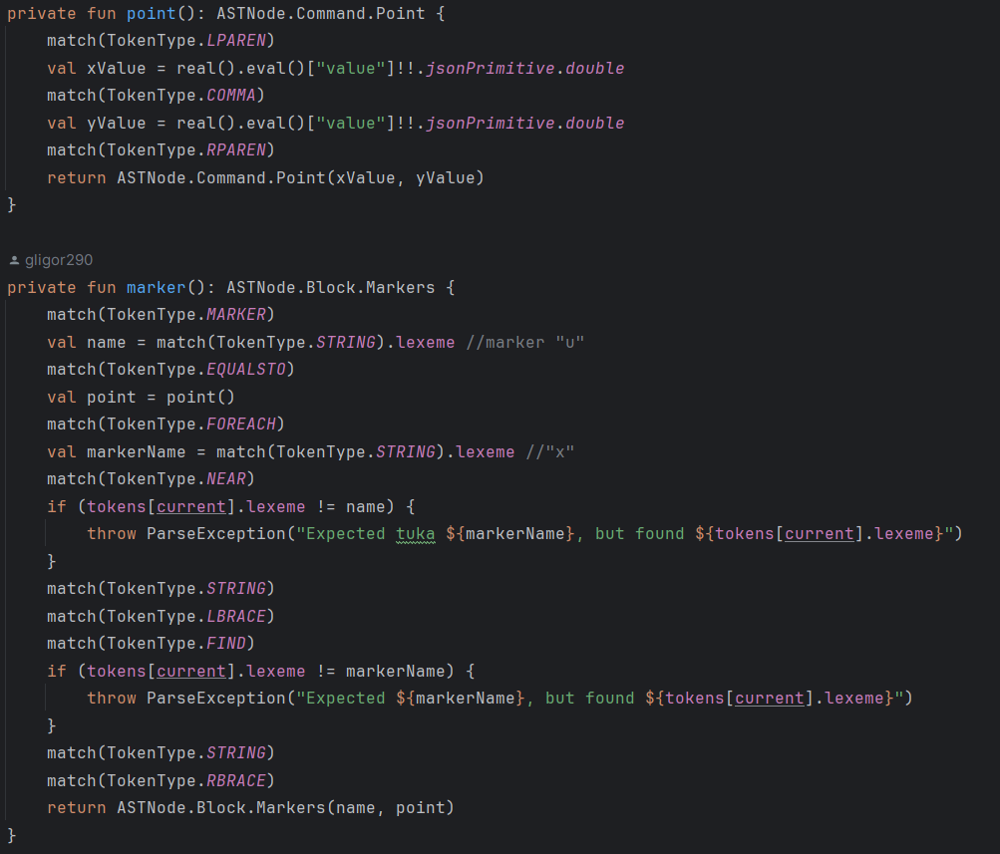 private fun point(): ASTNode.Command.Point {
    match(TokenType.LPAREN)
    val xValue = real().eval()["value"]!!.jsonPrimitive.double
    match(TokenType.COMMA)
    val yValue = real().eval()["value"]!!.jsonPrimitive.double
    match(TokenType.RPAREN)
    return ASTNode.Command.Point(xValue, yValue)
}
gligor290
private fun marker(): ASTNode.Block.Markers {
    match(TokenType.MARKER)
    val name = match(TokenType.STRING).lexeme //marker "u"
    match(TokenType.EQUALSTO)
    val point = point()
    match(TokenType.FOREACH)
    val markerName = match(TokenType.STRING).lexeme //"x"
    match(TokenType.NEAR)
    if (tokens[current].lexeme != name) {
        throw ParseException("Expected tuka ${markerName}, but found ${tokens[current].lexeme}")
    }
    match(TokenType.STRING)
    match(TokenType.LBRACE)
    match(TokenType.FIND)
    if (tokens[current].lexeme != markerName) {
        throw ParseException("Expected ${markerName}, but found ${tokens[current].lexeme}")
    }
    match(TokenType.STRING)
    match(TokenType.RBRACE)
    return ASTNode.Block.Markers(name, point)
}